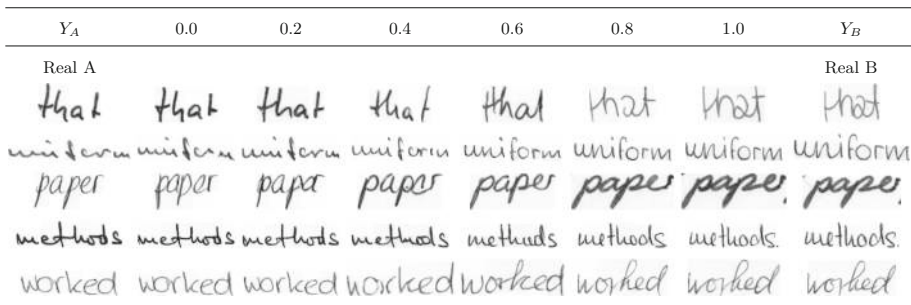 Y_A 0.0 0.2 0.4 0.6 0.8 1.0 Y_B
Real A Real B
that that that that that that that that
uniform uniform uniform uniform uniform uniform uniform uniform
paper paper papar paper paper paper paper, paper,
methods methods methods methods methods methods methods. methods.
worked worked worked worked worked worked worked worked